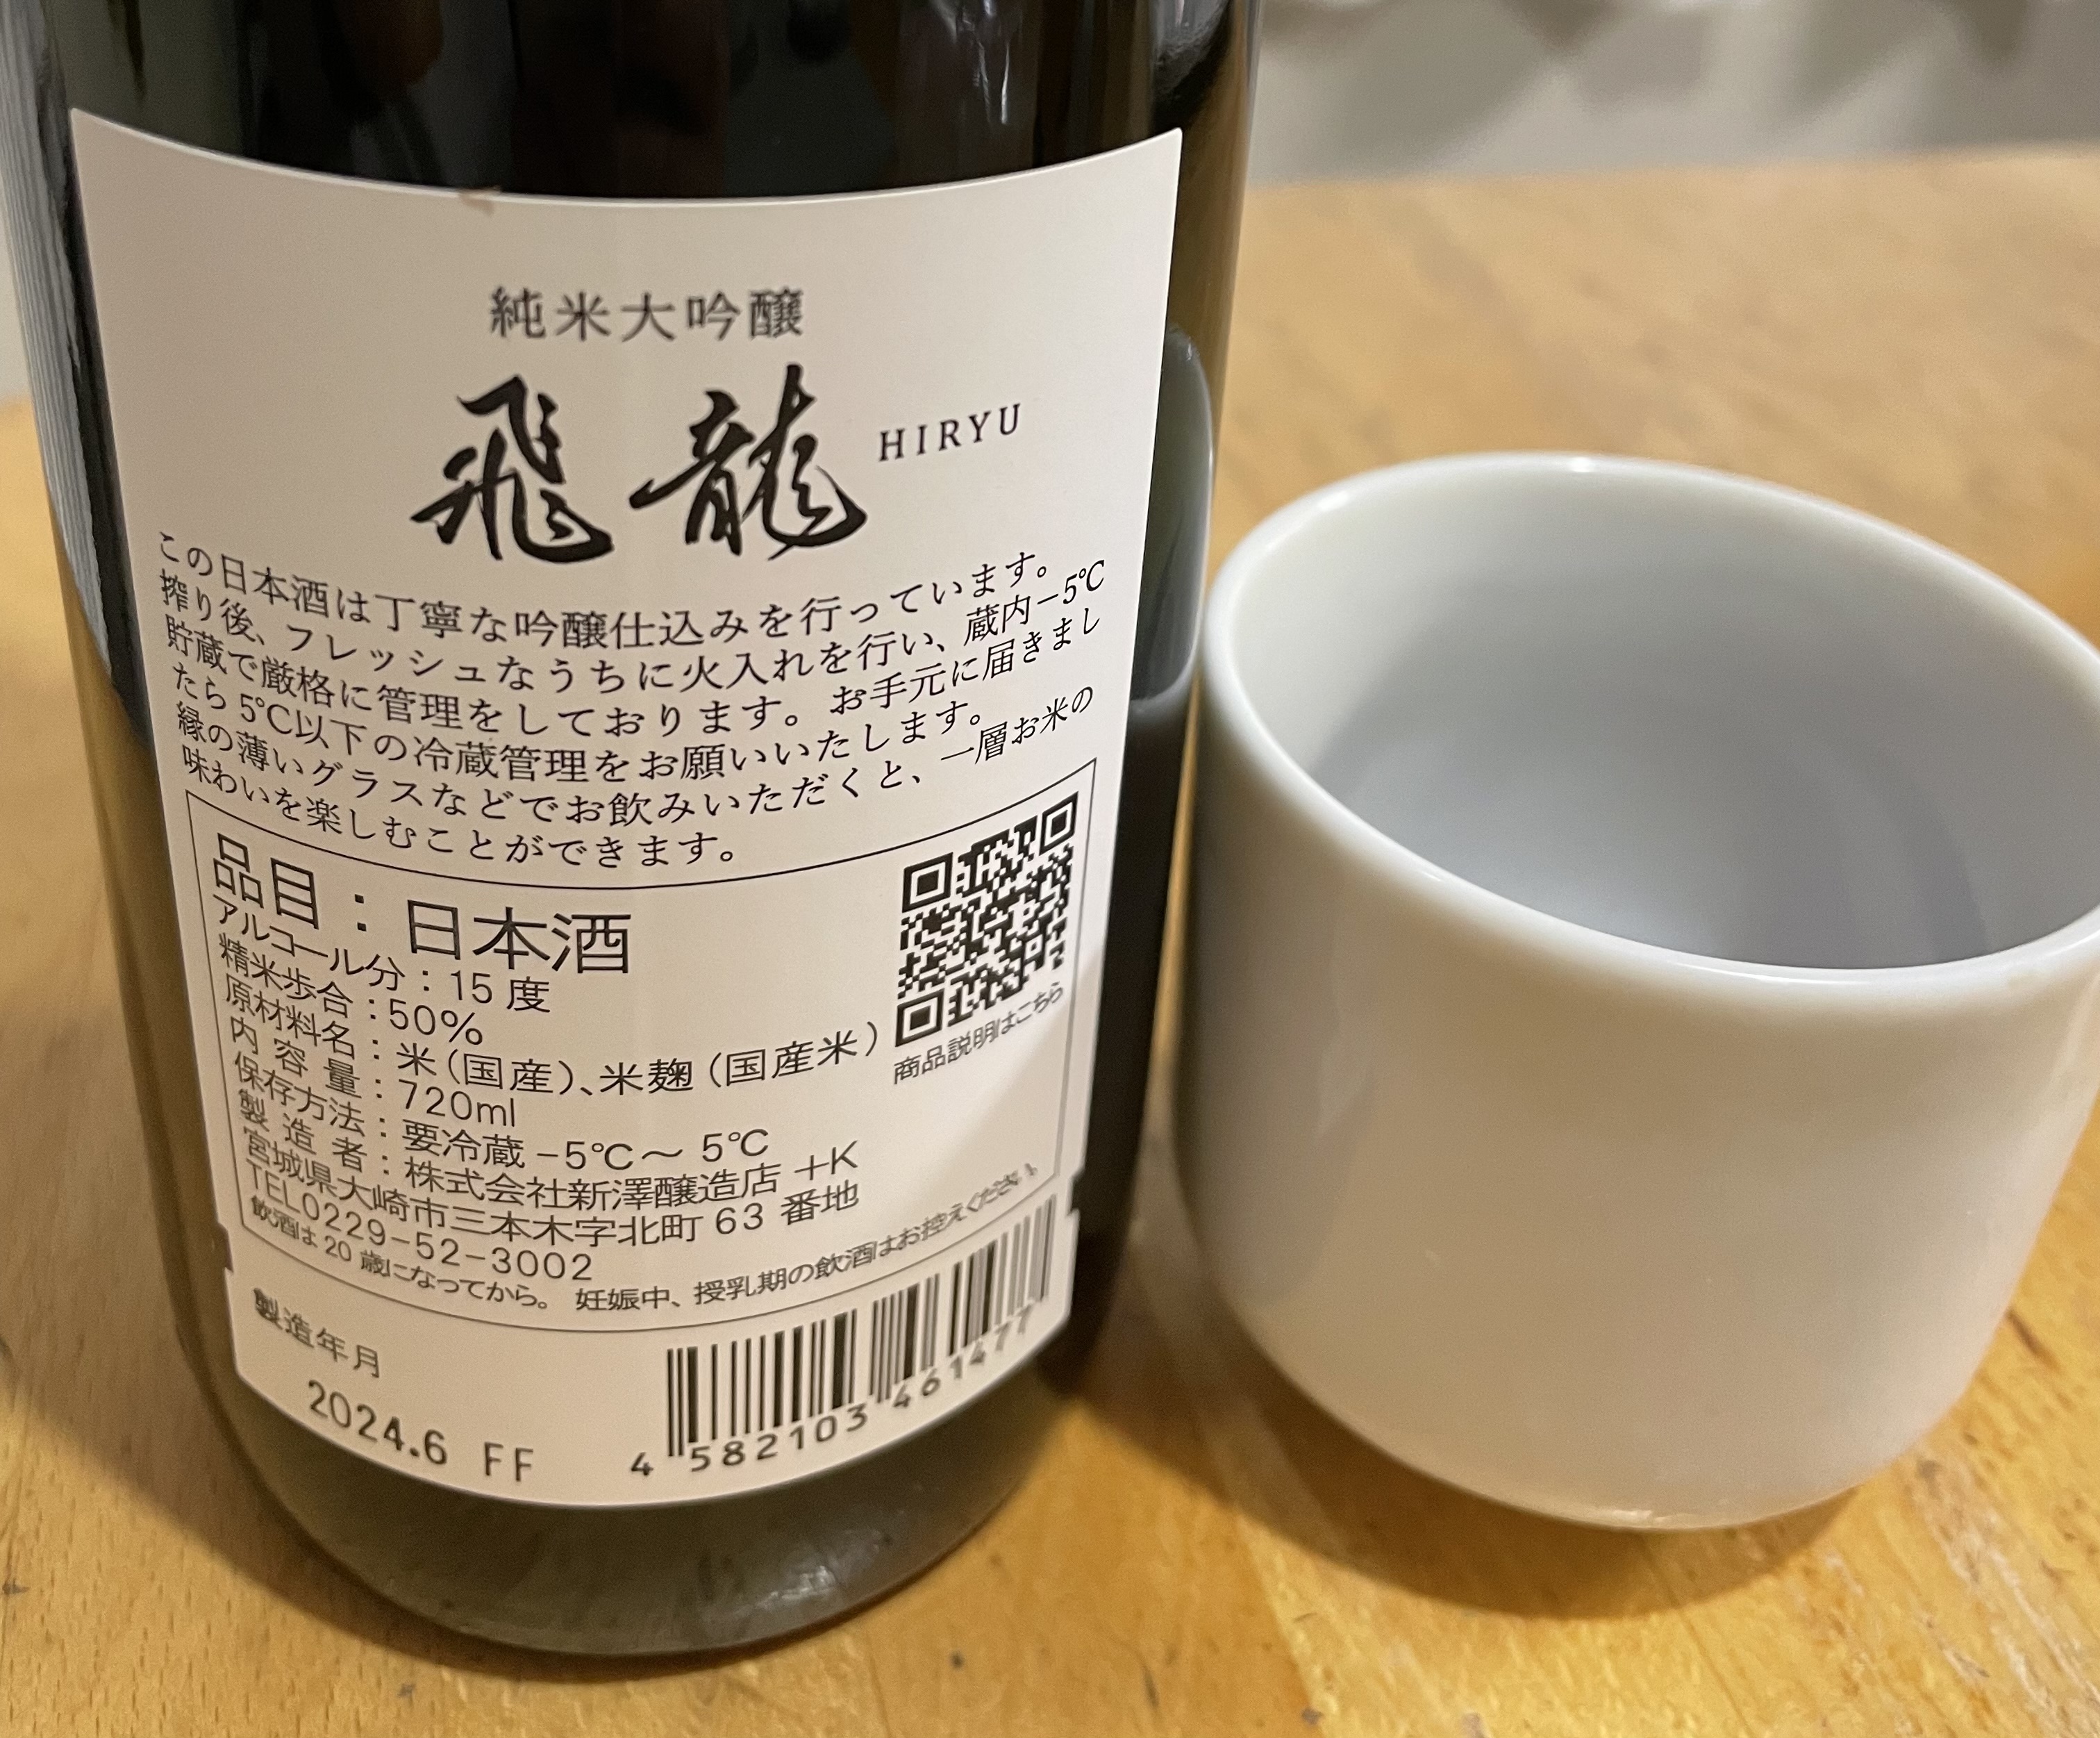 純米大吟醸
飛龍 HIRYU
この日本酒は丁寧な吟醸仕込みを行っています。
搾り後、フレッシュなうちに火入れを行い、蔵内−5℃
貯蔵で厳格に管理をしております。お手元に届きまし
たら5℃以下の冷蔵管理をお願いいたします。
縁の薄いグラスなどでお飲みいただくと、一層お米の
味わいを楽しむことができます。
品目：日本酒
アルコール分：15度
精米歩合：50%
原材料名：米（国産）、米麹（国産米）
内容量：720ml
保存方法：要冷蔵−5℃〜5℃
製造者：株式会社新澤醸造店 +K
宮城県大崎市三本木字北町63番地
TEL0229−52−3002
飲酒は20歳になってから。 妊娠中、授乳期の飲酒はお控えください。
商品説明はこちら
製造年月
2024.6 FF
4 582103 461477